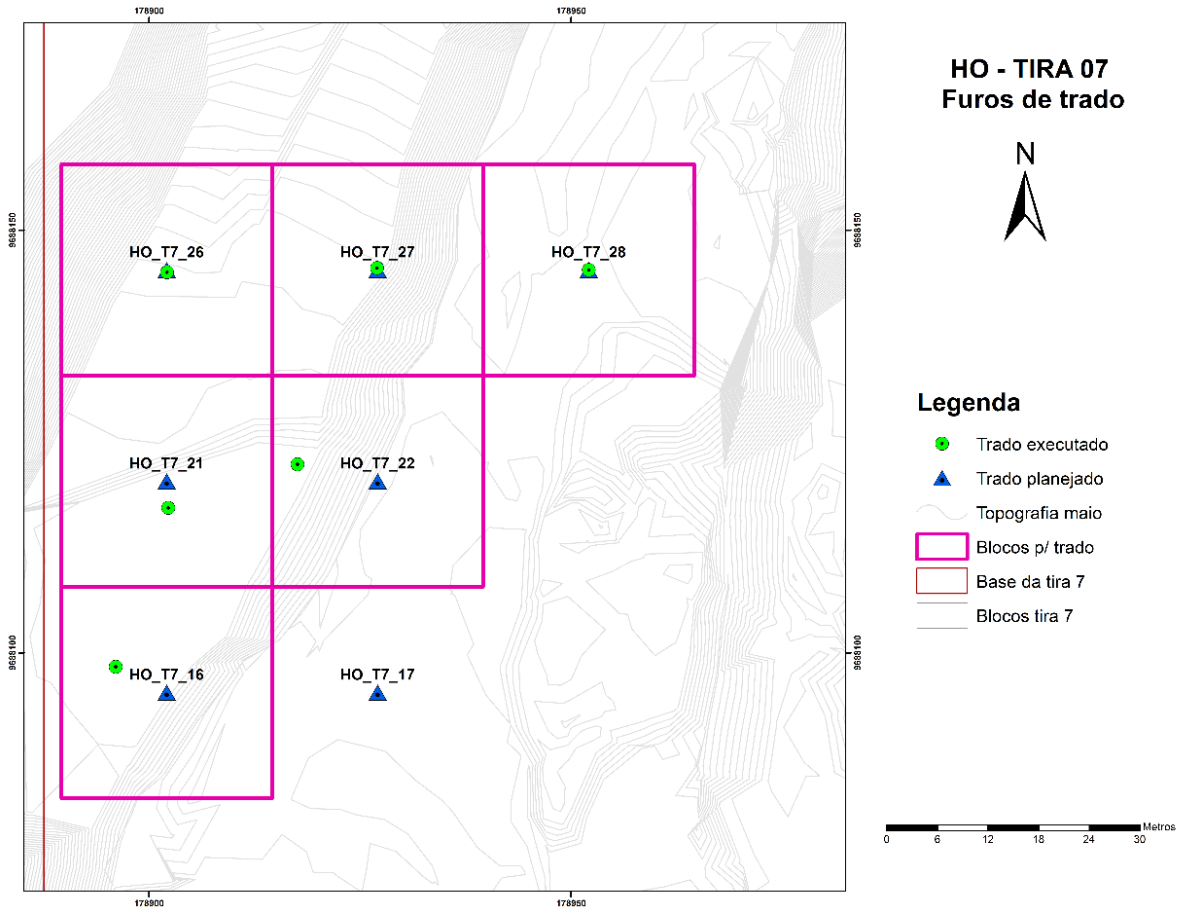 178900
178950
HO - TIRA 07
Furos de trado
N
9688150
9688150
HO_T7_26
HO_T7_27
HO_T7_28
Legenda
Trado executado
HO_T7_21
HO_T7_22
Trado planejado
Topografia maio
Blocos p/ trado
Base da tira 7
Blocos tira 7
9688100
9688100
HO_T7_16
HO_T7_17
Metros
0 6 12 18 24 30
178900
178950